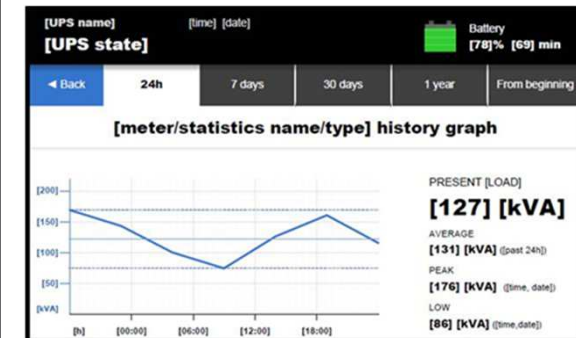 [UPS name] [time] [date]
[UPS state]
Battery
[78]% [69] min
◄ Back 24h 7 days 30 days 1 year From beginning
[meter/statistics name/type] history graph
[200]
[150]
[100]
[50]
[kVA]
[h] [00:00] [06:00] [12:00] [18:00]
PRESENT [LOAD]
[127] [kVA]
AVERAGE
[131] [kVA] ([past 24h])
PEAK
[176] [kVA] ([time, date])
LOW
[86] [kVA] ([time,date])